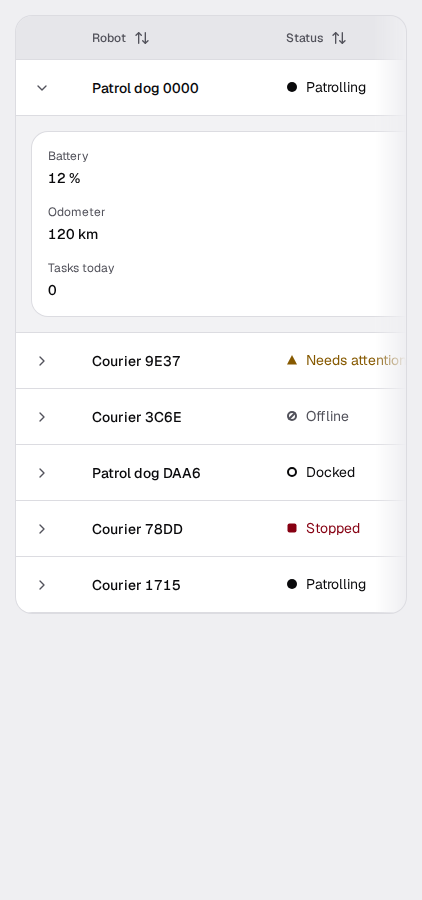 Robot Status
Patrol dog 0000 Patrolling
Battery
12 %
Odometer
120 km
Tasks today
0
Courier 9E37 Needs attention
Courier 3C6E Offline
Patrol dog DAA6 Docked
Courier 78DD Stopped
Courier 1715 Patrolling